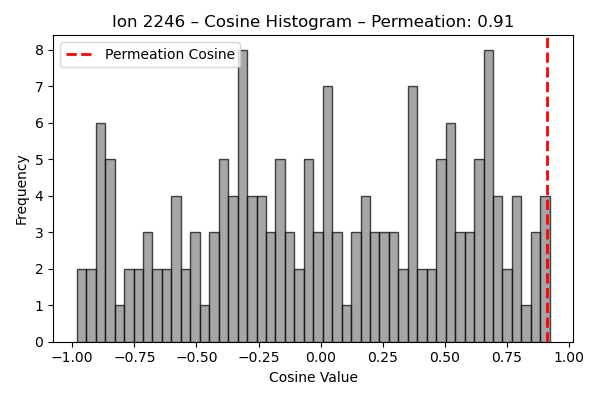 Ion 2246 – Cosine Histogram – Permeation: 0.91
Permeation Cosine
8
7
6
5
4
3
2
1
0
Frequency
−1.00 −0.75 −0.50 −0.25 0.00 0.25 0.50 0.75 1.00
Cosine Value